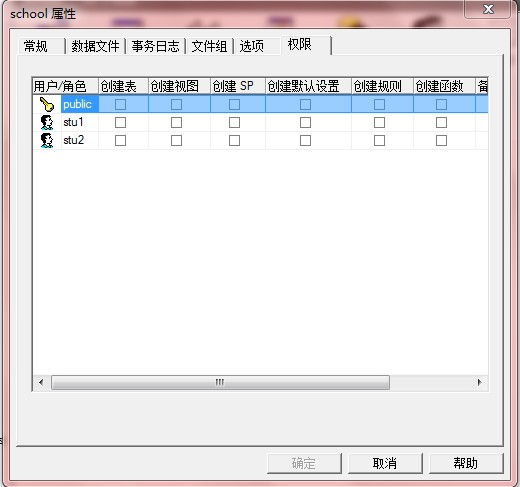 school 属性
常规 数据文件 事务日志 文件组 选项 权限
用户/角色 创建表 创建视图 创建 SP 创建默认设置 创建规则 创建函数 备
public
stu1
stu2
确定 取消 帮助